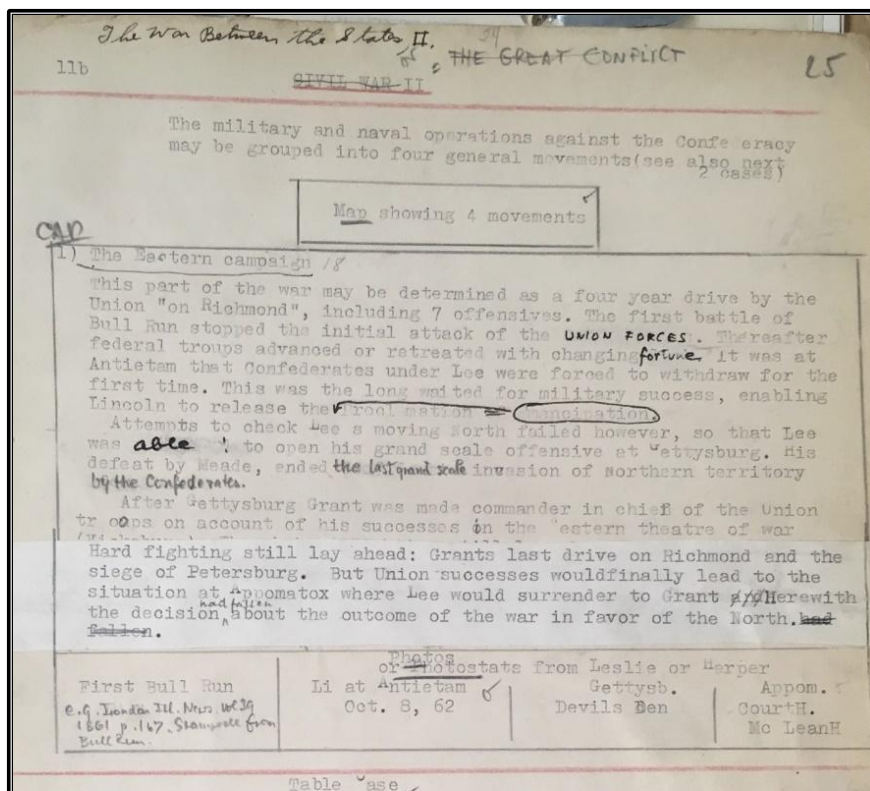 The War Between the States II.
24
or = THE GREAT CONFLICT
25
11b
CIVIL WAR II
The military and naval operations against the Confe eracy
may be grouped into four general movements(see also next
2 cases)
Map showing 4 movements
CAP
1) The Eastern campaign 18
This part of the war may be determined as a four year drive by the
Union "on Richmond", including 7 offensives. The first battle of
Bull Run stopped the initial attack of the UNION FORCES. Thereafter
federal troups advanced or retreated with changing fortune. it was at
Antietam that Confederates under Lee were forced to withdraw for the
first time. This was the long waited for military success, enabling
Lincoln to release the Procl mation Emancipation.
Attempts to check Lee s moving North failed however, so that Lee
was able to open his grand scale offensive at Gettysburg. His
defeat by Meade, ended the last grand scale invasion of Northern territory
by the Confederates.
After Gettysburg Grant was made commander in chief of the Union
tr oops on account of his successes in the estern theatre of war
Hard fighting still lay ahead: Grants last drive on Richmond and the
siege of Petersburg. But Union successes wouldfinally lead to the
situation at Appomatox where Lee would surrender to Grant Herewith
the decision had fallen about the outcome of the war in favor of the North. had
fallen.
Photos
or Photostats from Leslie or Harper
First Bull Run
e.g. London Ill. News vol 39
1861 p. 167. Stampede from
Bull Run.
Li at Antietam
Oct. 8, 62
Gettysb.
Devils Den
Appom.
CourtH.
Mc LeanH
Table Case